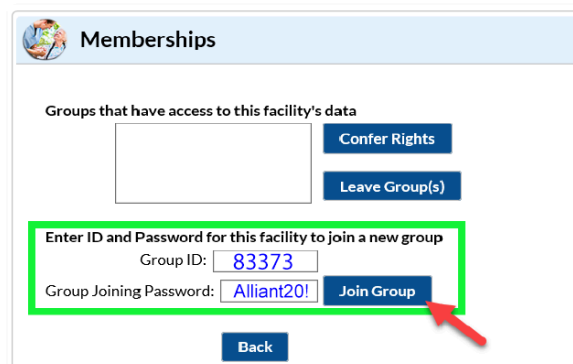 Memberships
Groups that have access to this facility's data
Confer Rights
Leave Group(s)
Enter ID and Password for this facility to join a new group
Group ID: 83373
Group Joining Password: Alliant20! Join Group
Back